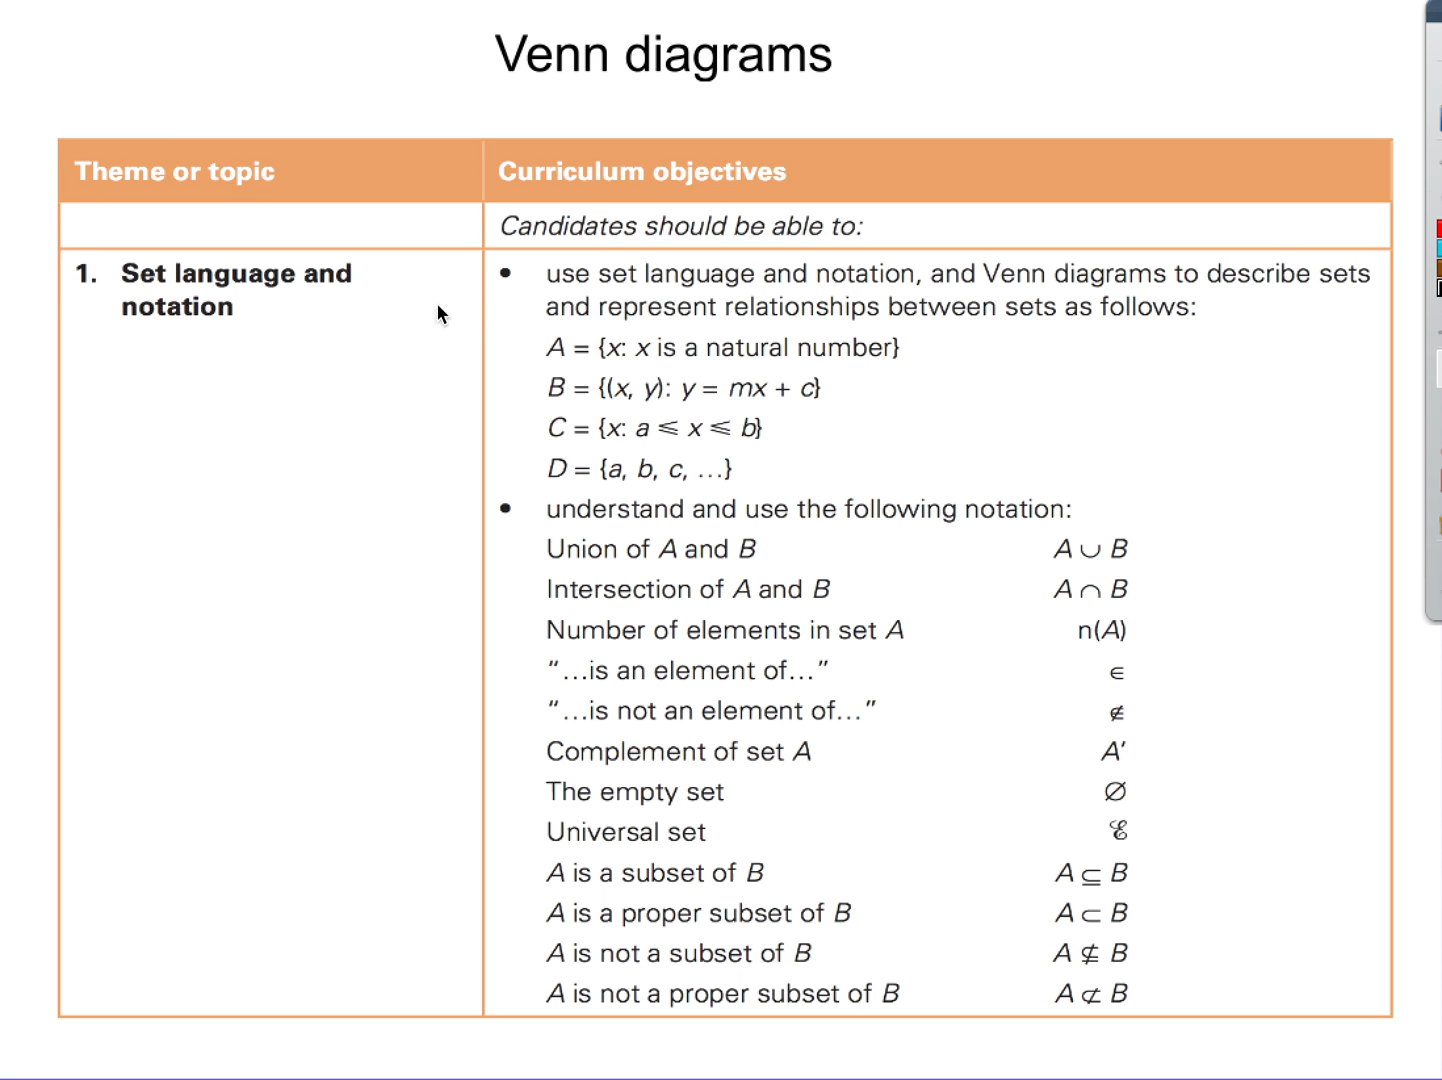 Venn diagrams
Theme or topic
Curriculum objectives
Candidates should be able to:
1. Set language and
notation
• use set language and notation, and Venn diagrams to describe sets
and represent relationships between sets as follows:
A = {x: x is a natural number}
B = {(x, y): y = mx + c}
C = {x: a ⩽ x ⩽ b}
D = {a, b, c, …}
• understand and use the following notation:
Union of A and B A ∪ B
Intersection of A and B A ∩ B
Number of elements in set A n(A)
“…is an element of…” ∈
“…is not an element of…” ∉
Complement of set A A′
The empty set ∅
Universal set ℰ
A is a subset of B A ⊆ B
A is a proper subset of B A ⊂ B
A is not a subset of B A ⊈ B
A is not a proper subset of B A ⊄ B